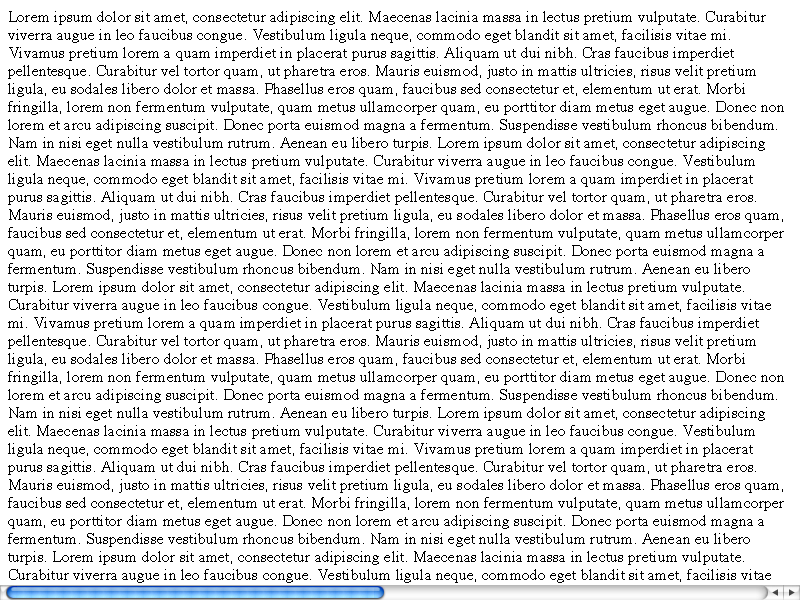 Lorem ipsum dolor sit amet, consectetur adipiscing elit. Maecenas lacinia massa in lectus pretium vulputate. Curabitur
viverra augue in leo faucibus congue. Vestibulum ligula neque, commodo eget blandit sit amet, facilisis vitae mi.
Vivamus pretium lorem a quam imperdiet in placerat purus sagittis. Aliquam ut dui nibh. Cras faucibus imperdiet
pellentesque. Curabitur vel tortor quam, ut pharetra eros. Mauris euismod, justo in mattis ultricies, risus velit pretium
ligula, eu sodales libero dolor et massa. Phasellus eros quam, faucibus sed consectetur et, elementum ut erat. Morbi
fringilla, lorem non fermentum vulputate, quam metus ullamcorper quam, eu porttitor diam metus eget augue. Donec non
lorem et arcu adipiscing suscipit. Donec porta euismod magna a fermentum. Suspendisse vestibulum rhoncus bibendum.
Nam in nisi eget nulla vestibulum rutrum. Aenean eu libero turpis. Lorem ipsum dolor sit amet, consectetur adipiscing
elit. Maecenas lacinia massa in lectus pretium vulputate. Curabitur viverra augue in leo faucibus congue. Vestibulum
ligula neque, commodo eget blandit sit amet, facilisis vitae mi. Vivamus pretium lorem a quam imperdiet in placerat
purus sagittis. Aliquam ut dui nibh. Cras faucibus imperdiet pellentesque. Curabitur vel tortor quam, ut pharetra eros.
Mauris euismod, justo in mattis ultricies, risus velit pretium ligula, eu sodales libero dolor et massa. Phasellus eros quam,
faucibus sed consectetur et, elementum ut erat. Morbi fringilla, lorem non fermentum vulputate, quam metus ullamcorper
quam, eu porttitor diam metus eget augue. Donec non lorem et arcu adipiscing suscipit. Donec porta euismod magna a
fermentum. Suspendisse vestibulum rhoncus bibendum. Nam in nisi eget nulla vestibulum rutrum. Aenean eu libero
turpis. Lorem ipsum dolor sit amet, consectetur adipiscing elit. Maecenas lacinia massa in lectus pretium vulputate.
Curabitur viverra augue in leo faucibus congue. Vestibulum ligula neque, commodo eget blandit sit amet, facilisis vitae
mi. Vivamus pretium lorem a quam imperdiet in placerat purus sagittis. Aliquam ut dui nibh. Cras faucibus imperdiet
pellentesque. Curabitur vel tortor quam, ut pharetra eros. Mauris euismod, justo in mattis ultricies, risus velit pretium
ligula, eu sodales libero dolor et massa. Phasellus eros quam, faucibus sed consectetur et, elementum ut erat. Morbi
fringilla, lorem non fermentum vulputate, quam metus ullamcorper quam, eu porttitor diam metus eget augue. Donec non
lorem et arcu adipiscing suscipit. Donec porta euismod magna a fermentum. Suspendisse vestibulum rhoncus bibendum.
Nam in nisi eget nulla vestibulum rutrum. Aenean eu libero turpis. Lorem ipsum dolor sit amet, consectetur adipiscing
elit. Maecenas lacinia massa in lectus pretium vulputate. Curabitur viverra augue in leo faucibus congue. Vestibulum
ligula neque, commodo eget blandit sit amet, facilisis vitae mi. Vivamus pretium lorem a quam imperdiet in placerat
purus sagittis. Aliquam ut dui nibh. Cras faucibus imperdiet pellentesque. Curabitur vel tortor quam, ut pharetra eros.
Mauris euismod, justo in mattis ultricies, risus velit pretium ligula, eu sodales libero dolor et massa. Phasellus eros quam,
faucibus sed consectetur et, elementum ut erat. Morbi fringilla, lorem non fermentum vulputate, quam metus ullamcorper
quam, eu porttitor diam metus eget augue. Donec non lorem et arcu adipiscing suscipit. Donec porta euismod magna a
fermentum. Suspendisse vestibulum rhoncus bibendum. Nam in nisi eget nulla vestibulum rutrum. Aenean eu libero
turpis. Lorem ipsum dolor sit amet, consectetur adipiscing elit. Maecenas lacinia massa in lectus pretium vulputate.
Curabitur viverra augue in leo faucibus congue. Vestibulum ligula neque, commodo eget blandit sit amet, facilisis vitae